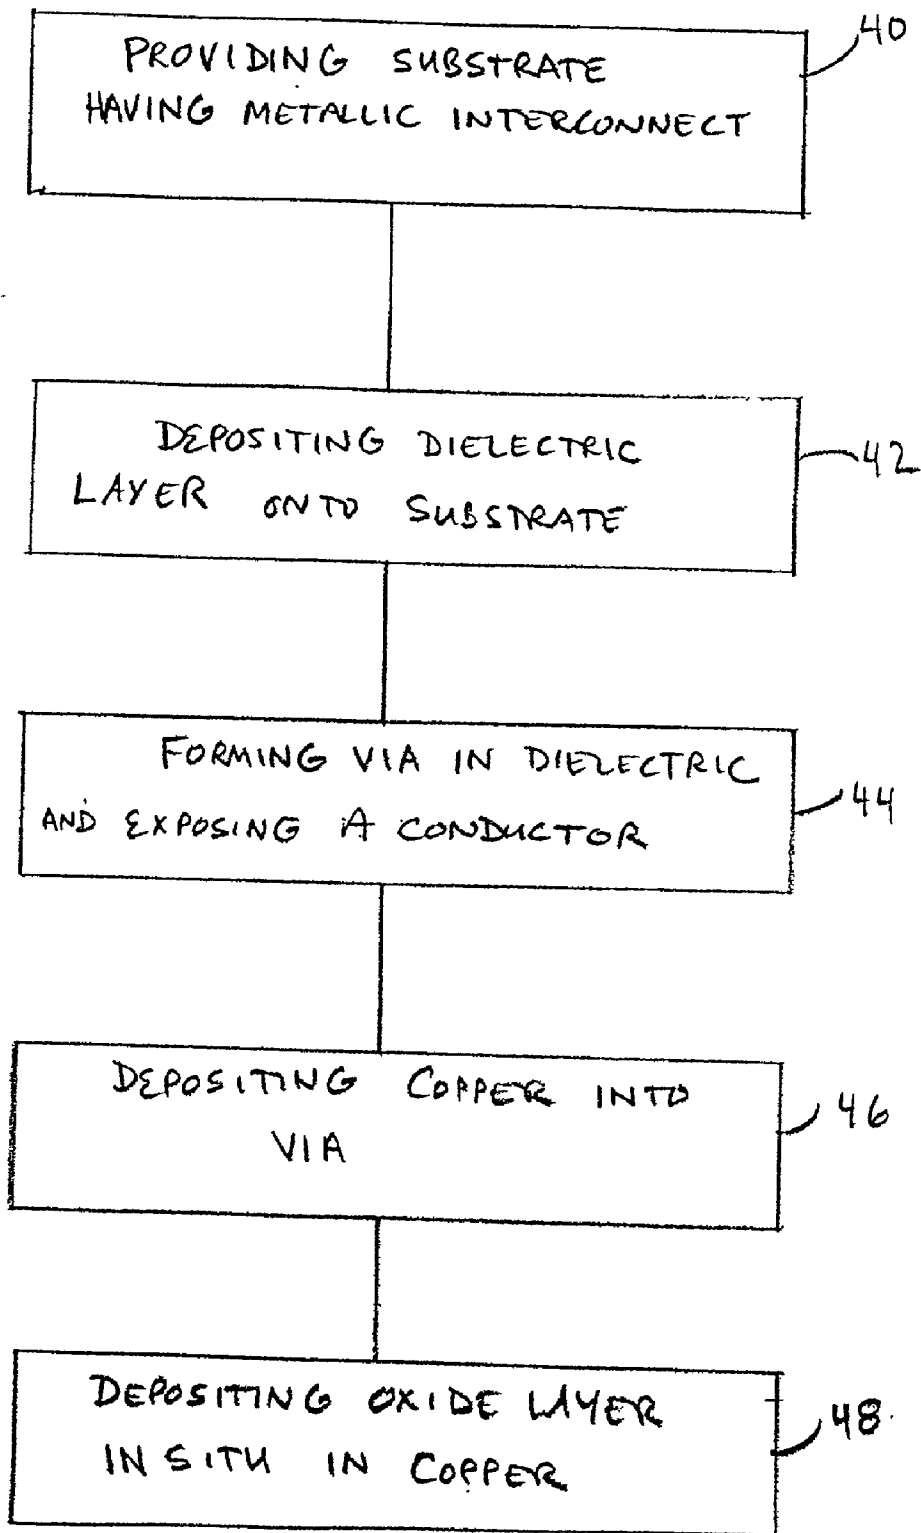 40
PROVIDING SUBSTRATE
HAVING METALLIC INTERCONNECT
DEPOSITING DIELECTRIC
LAYER ONTO SUBSTRATE
42
FORMING VIA IN DIELECTRIC
AND EXPOSING A CONDUCTOR
44
DEPOSITING COPPER INTO
VIA
46
DEPOSITING OXIDE LAYER
IN SITU IN COPPER
48